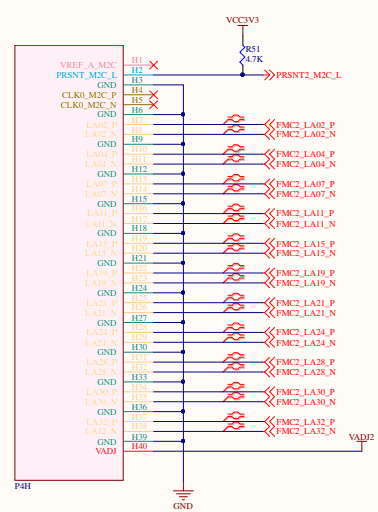 VCC3V3
R51
4.7K
VREF_A_M2C H1
PRSNT_M2C_L H2 PRSNT2_M2C_L
GND H3
CLK0_M2C_P H4
CLK0_M2C_N H5
GND H6
LA02_P H7 FMC2_LA02_P
LA02_N H8 FMC2_LA02_N
GND H9
LA04_P H10 FMC2_LA04_P
LA04_N H11 FMC2_LA04_N
GND H12
LA07_P H13 FMC2_LA07_P
LA07_N H14 FMC2_LA07_N
GND H15
LA11_P H16 FMC2_LA11_P
LA11_N H17 FMC2_LA11_N
GND H18
LA15_P H19 FMC2_LA15_P
LA15_N H20 FMC2_LA15_N
GND H21
LA19_P H22 FMC2_LA19_P
LA19_N H23 FMC2_LA19_N
GND H24
LA21_P H25 FMC2_LA21_P
LA21_N H26 FMC2_LA21_N
GND H27
LA24_P H28 FMC2_LA24_P
LA24_N H29 FMC2_LA24_N
GND H30
LA28_P H31 FMC2_LA28_P
LA28_N H32 FMC2_LA28_N
GND H33
LA30_P H34 FMC2_LA30_P
LA30_N H35 FMC2_LA30_N
GND H36
LA32_P H37 FMC2_LA32_P
LA32_N H38 FMC2_LA32_N
GND H39
VADJ H40 VADJ2
P4H
GND